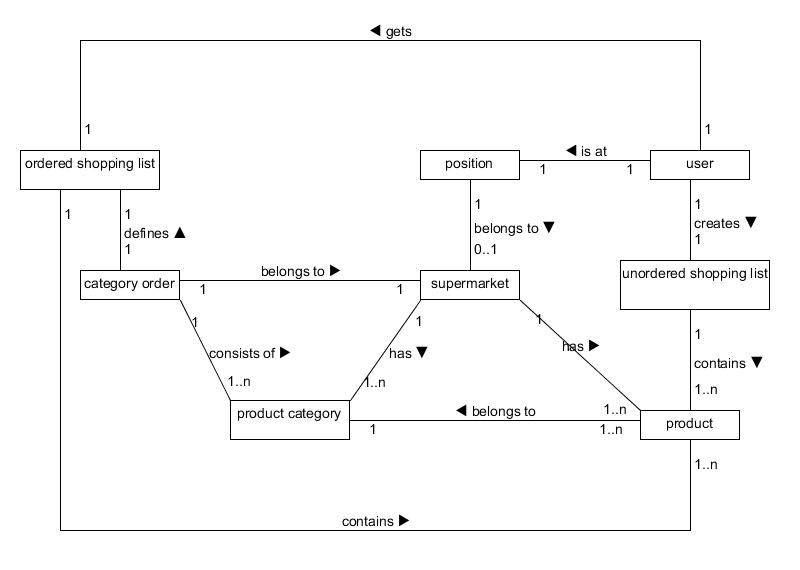 ◀ gets
1
1
ordered shopping list
position
◀ is at
1
1
user
1
1
defines ▲
1
1
belongs to ▼
0..1
1
creates ▼
1
category order
belongs to ▶
1
1
supermarket
unordered shopping list
1
consists of ▶
1..n
1
has ▼
1..n
1
has ▶
1..n
1
contains ▼
1..n
product category
◀ belongs to
1
1..n
product
1..n
contains ▶